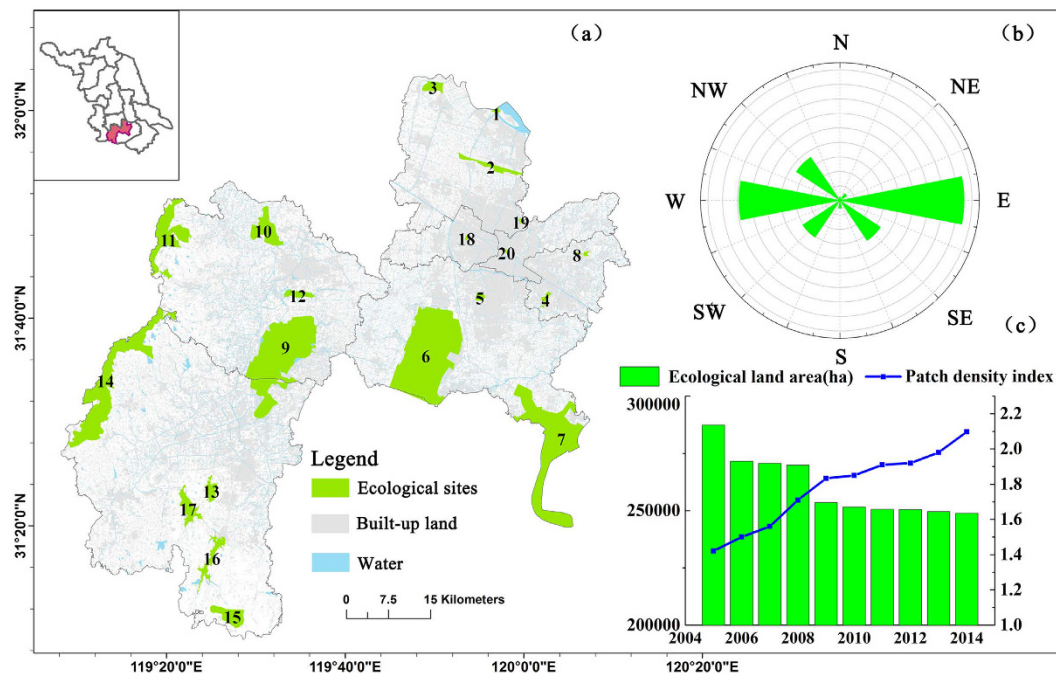 (a)
32°0'0"N
31°40'0"N
31°20'0"N
3
1
2
19
18
20
8
10
11
12
5
4
9
6
14
7
13
17
16
15
Legend
Ecological sites
Built-up land
Water
0 7.5 15 Kilometers
119°20'0"E 119°40'0"E 120°0'0"E 120°20'0"E
(b)
N
NW NE
W E
SW SE
S
(c)
Ecological land area(ha) Patch density index
300000
250000
200000
2.2
2.0
1.8
1.6
1.4
1.2
1.0
2004 2006 2008 2010 2012 2014